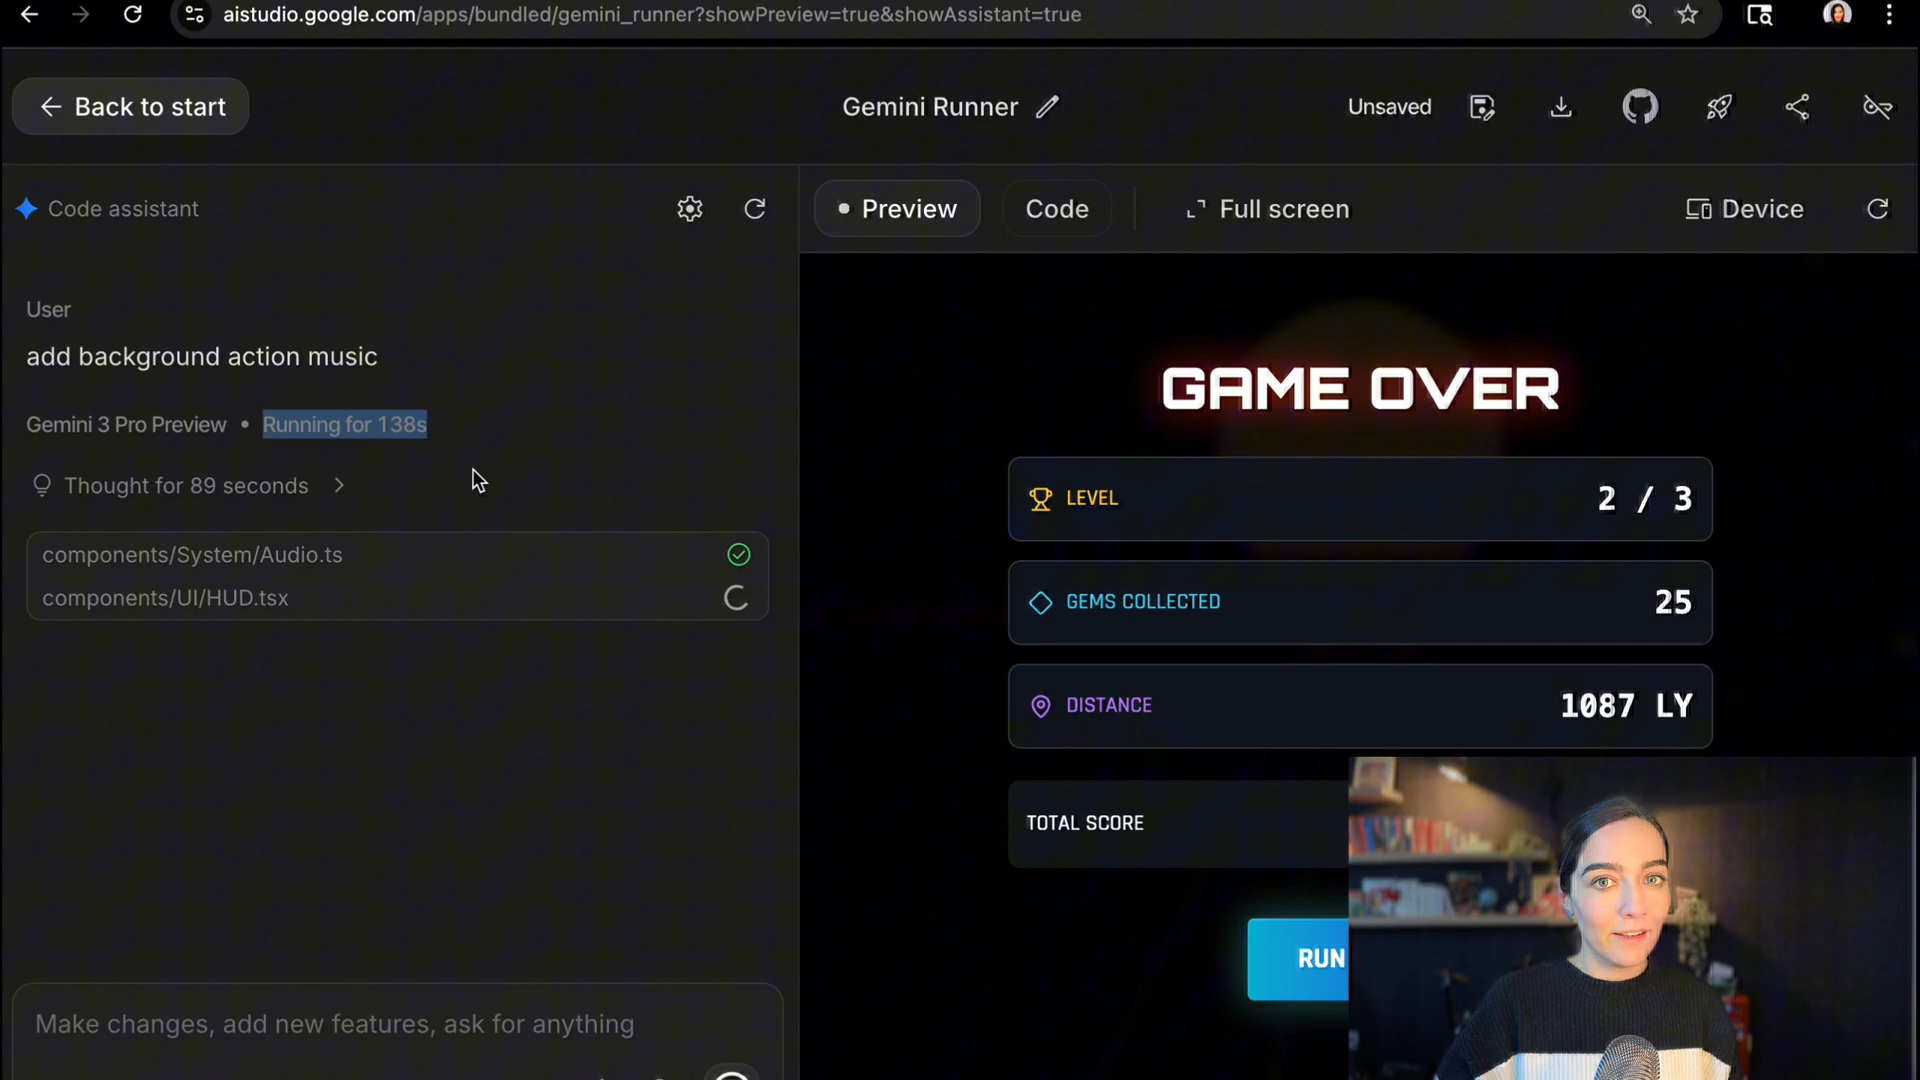 aistudio.google.com/apps/bundled/gemini_runner?showPreview=true&showAssistant=true
Back to start
Gemini Runner
Unsaved
Code assistant
Preview
Code
Full screen
Device
User
add background action music
Gemini 3 Pro Preview • Running for 138s
Thought for 89 seconds
components/System/Audio.ts
components/UI/HUD.tsx
Make changes, add new features, ask for anything
GAME OVER
LEVEL 2 / 3
GEMS COLLECTED 25
DISTANCE 1087 LY
TOTAL SCORE
RUN